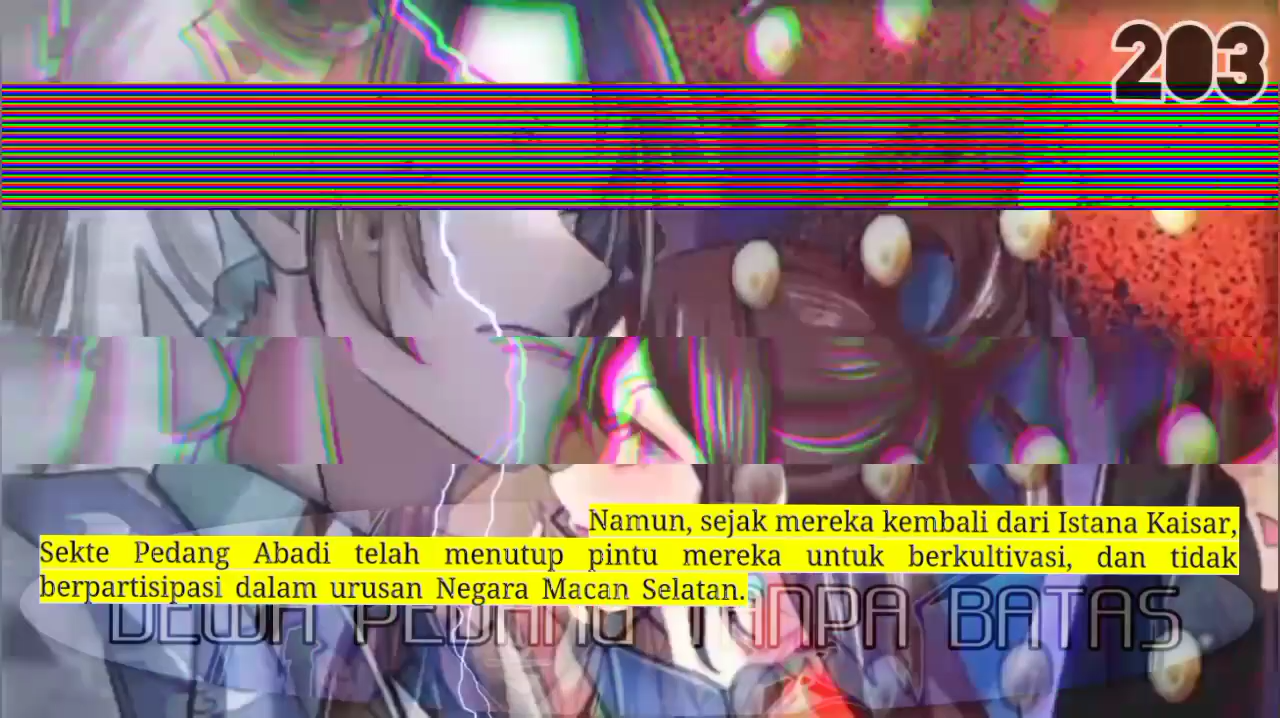 203
Namun, sejak mereka kembali dari Istana Kaisar,
Sekte Pedang Abadi telah menutup pintu mereka untuk berkultivasi, dan tidak
berpartisipasi dalam urusan Negara Macan Selatan.
DEWA PEDANG TANPA BATAS